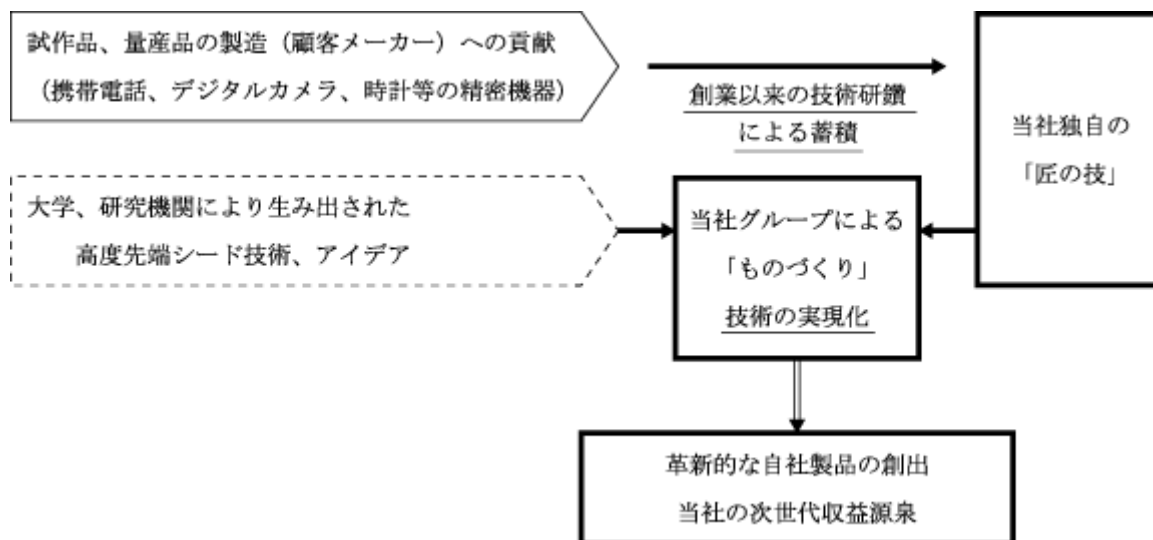 試作品、量産品の製造（顧客メーカー）への貢献
（携帯電話、デジタルカメラ、時計等の精密機器）
創業以来の技術研鑽
による蓄積
当社独自の
「匠の技」
大学、研究機関により生み出された
高度先端シード技術、アイデア
当社グループによる
「ものづくり」
技術の実現化
革新的な自社製品の創出
当社の次世代収益源泉